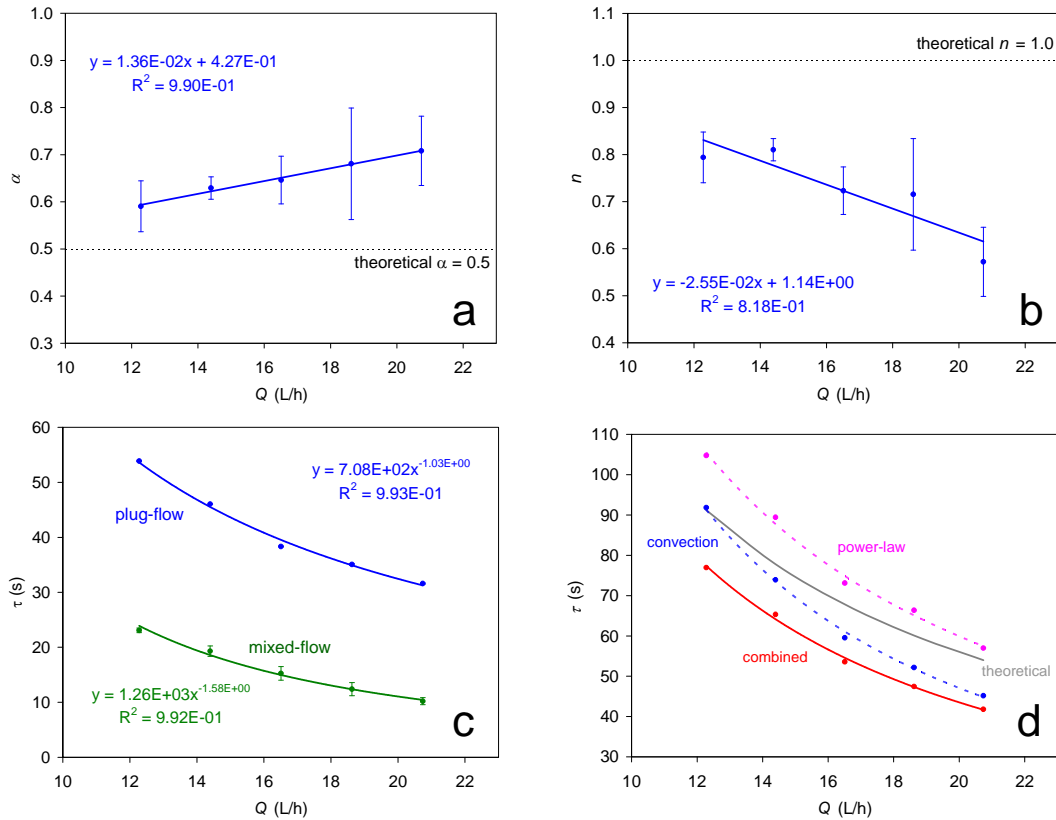 1.0
0.9
0.8
0.7
0.6
0.5
0.4
0.3
α
y = 1.36E-02x + 4.27E-01
R² = 9.90E-01
theoretical α = 0.5
a
10 12 14 16 18 20 22
Q (L/h)
1.1
1.0
0.9
0.8
0.7
0.6
0.5
0.4
n
theoretical n = 1.0
y = -2.55E-02x + 1.14E+00
R² = 8.18E-01
b
10 12 14 16 18 20 22
Q (L/h)
60
50
40
30
20
10
0
τ (s)
y = 7.08E+02x^-1.03E+00
R² = 9.93E-01
plug-flow
mixed-flow
y = 1.26E+03x^-1.58E+00
R² = 9.92E-01
c
10 12 14 16 18 20 22
Q (L/h)
110
100
90
80
70
60
50
40
30
τ (s)
convection
power-law
combined
theoretical
d
10 12 14 16 18 20 22
Q (L/h)